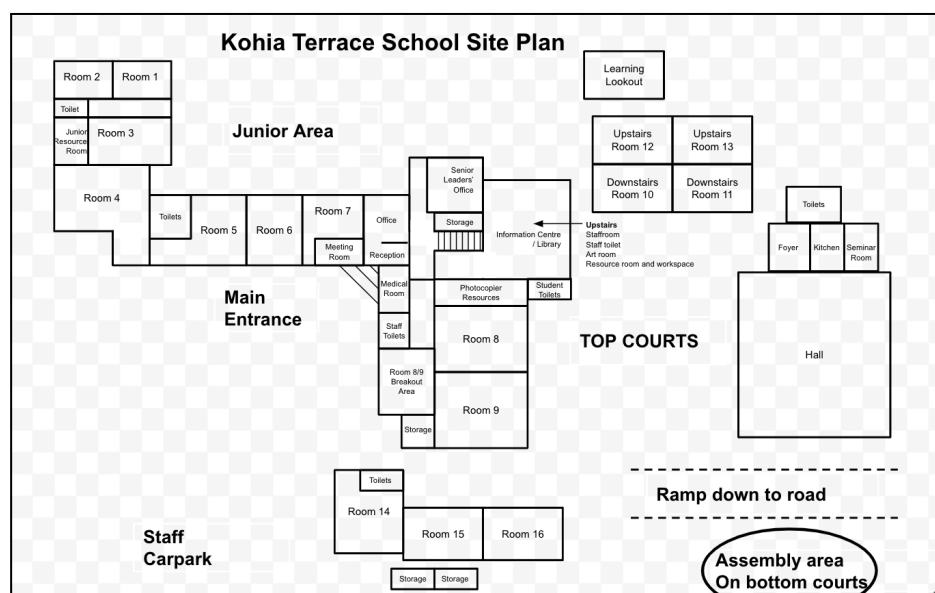 Kohia Terrace School Site Plan
Room 2
Room 1
Toilet
Junior
Resource
Room
Room 3
Junior Area
Room 4
Toilets
Room 5
Room 6
Room 7
Meeting
Room
Office
Reception
Senior
Leaders'
Office
Storage
Information Centre
/ Library
Learning
Lookout
Upstairs
Room 12
Upstairs
Room 13
Downstairs
Room 10
Downstairs
Room 11
Upstairs
Staffroom
Staff toilet
Art room
Resource room and workspace
Toilets
Foyer
Kitchen
Seminar
Room
Hall
Main
Entrance
Medical
Room
Staff
Toilets
Photocopier
Resources
Student
Toilets
Room 8
TOP COURTS
Room 8/9
Breakout
Area
Room 9
Storage
Toilets
Room 14
Room 15
Room 16
Storage
Storage
Staff
Carpark
Ramp down to road
Assembly area
On bottom courts